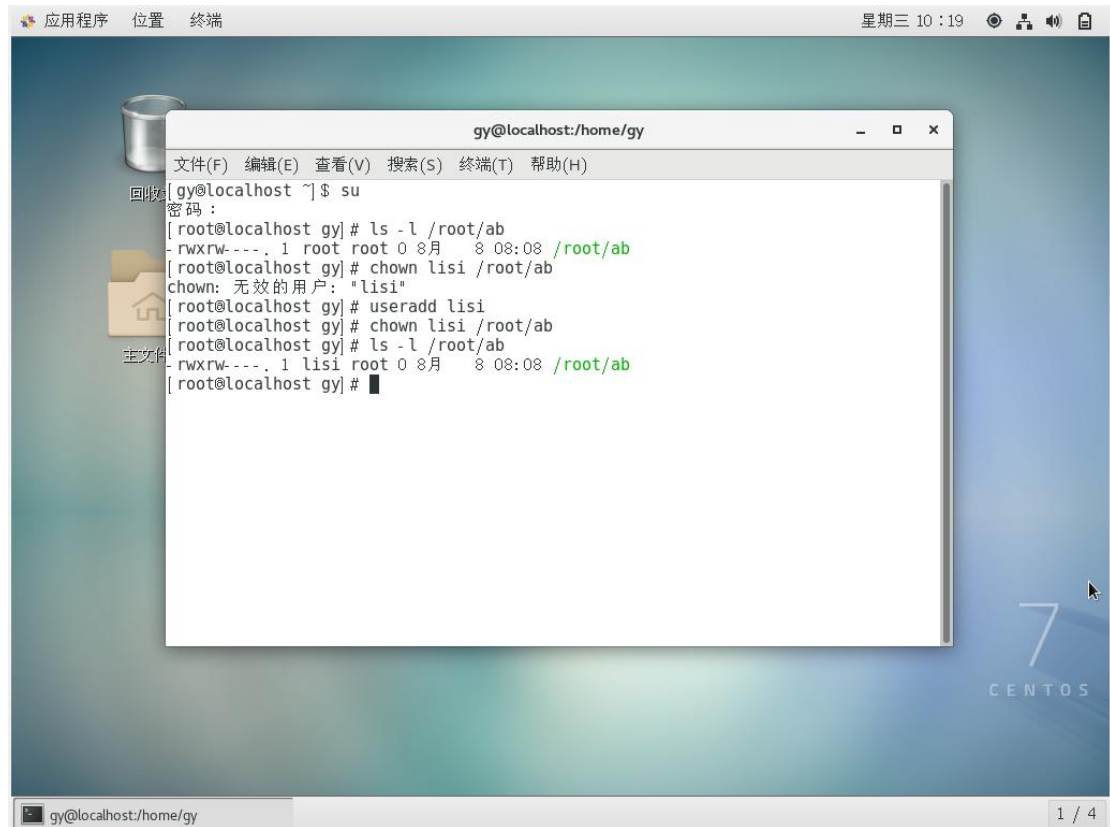 应用程序 位置 终端 星期三 10：19
gy@localhost:/home/gy
文件(F) 编辑(E) 查看(V) 搜索(S) 终端(T) 帮助(H)
回收
[gy@localhost ~]$ su
密码：
[root@localhost gy]# ls -l /root/ab
-rwxrw----. 1 root root 0 8月   8 08:08 /root/ab
[root@localhost gy]# chown lisi /root/ab
chown: 无效的用户: "lisi"
[root@localhost gy]# useradd lisi
[root@localhost gy]# chown lisi /root/ab
[root@localhost gy]# ls -l /root/ab
主文件
-rwxrw----. 1 lisi root 0 8月   8 08:08 /root/ab
[root@localhost gy]#
7
CENTOS
gy@localhost:/home/gy 1 / 4